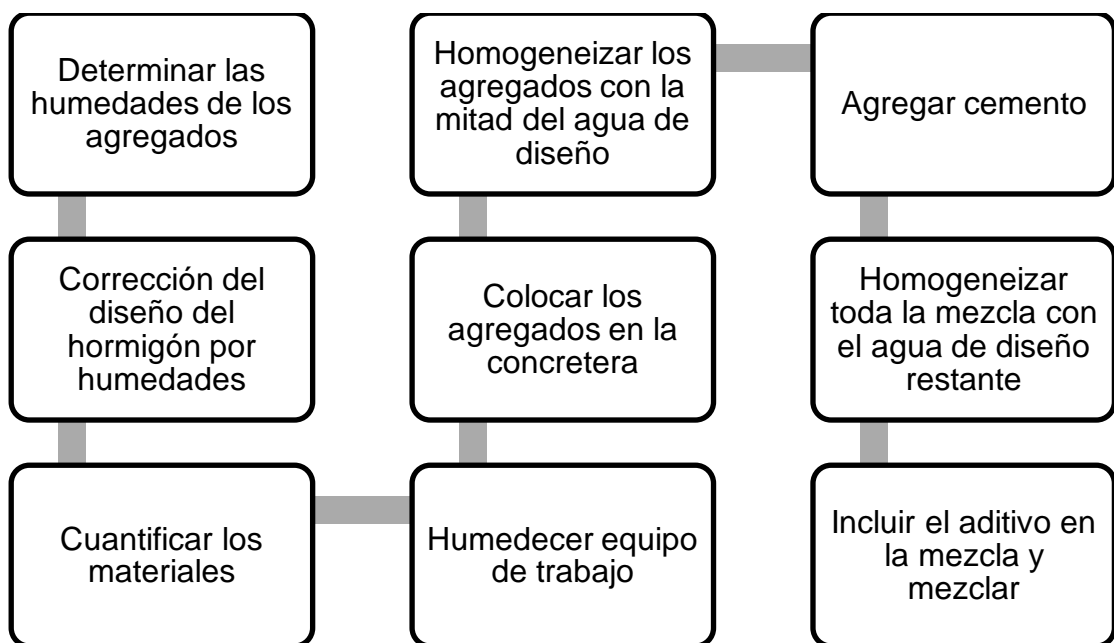 Determinar las
humedades de los
agregados
Corrección del
diseño del
hormigón por
humedades
Cuantificar los
materiales
Humedecer equipo
de trabajo
Colocar los
agregados en la
concretera
Homogeneizar los
agregados con la
mitad del agua de
diseño
Agregar cemento
Homogeneizar
toda la mezcla con
el agua de diseño
restante
Incluir el aditivo en
la mezcla y
mezclar